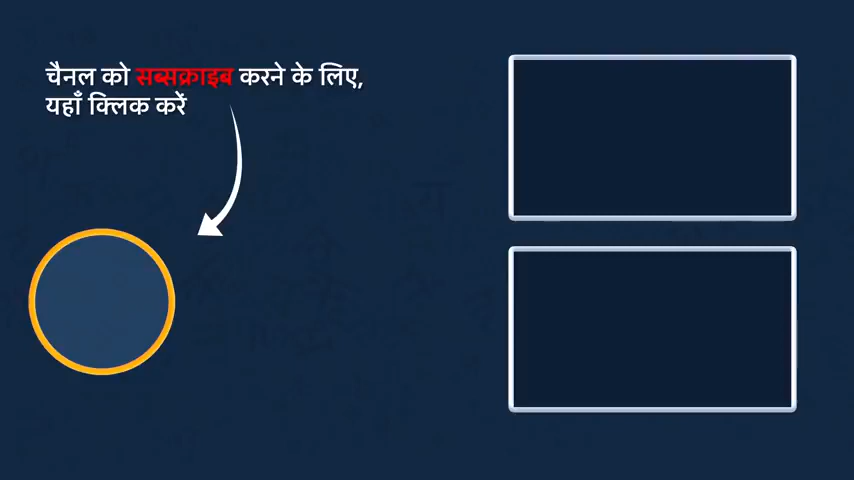 चैनल को सब्सक्राइब करने के लिए,
यहाँ क्लिक करें